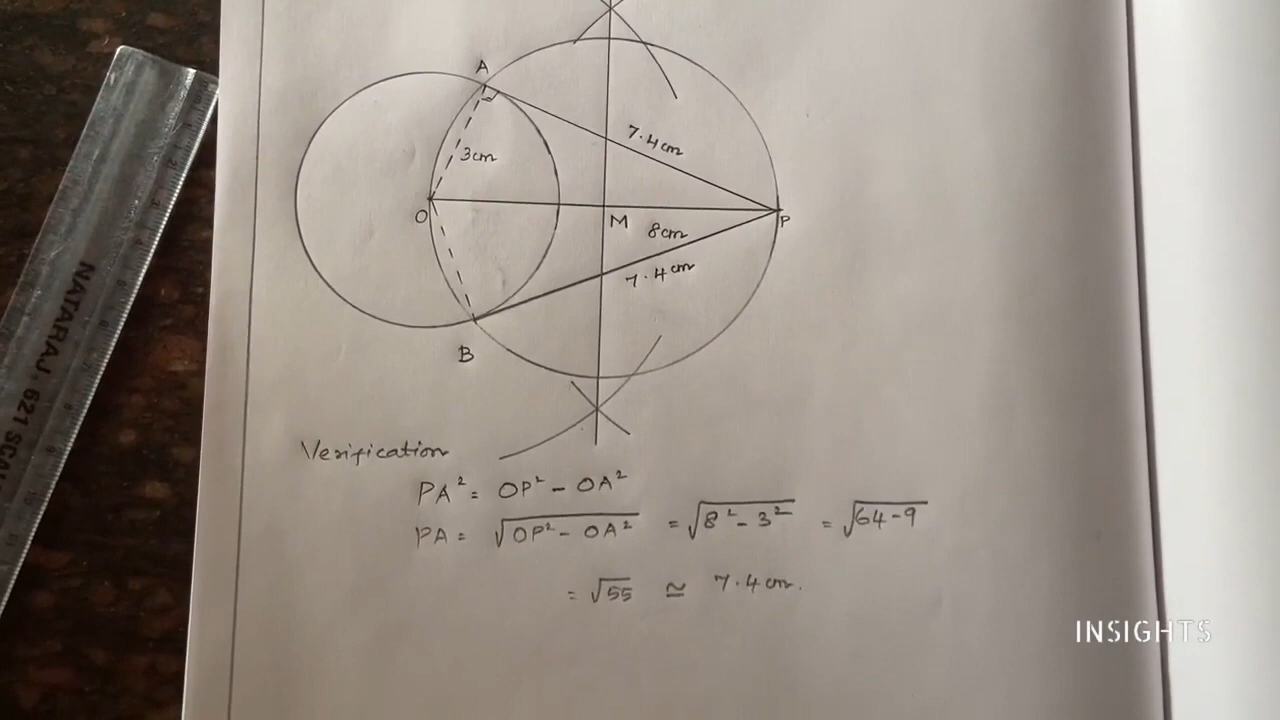 A
3cm
7.4cm
O
M
P
8cm
7.4cm
B
Verification
PA² = OP² - OA²
PA = √OP² - OA² = √8² - 3² = √64-9
= √55 ≅ 7.4cm.
NATARAJ. 621 SCAL
INSIGHTS